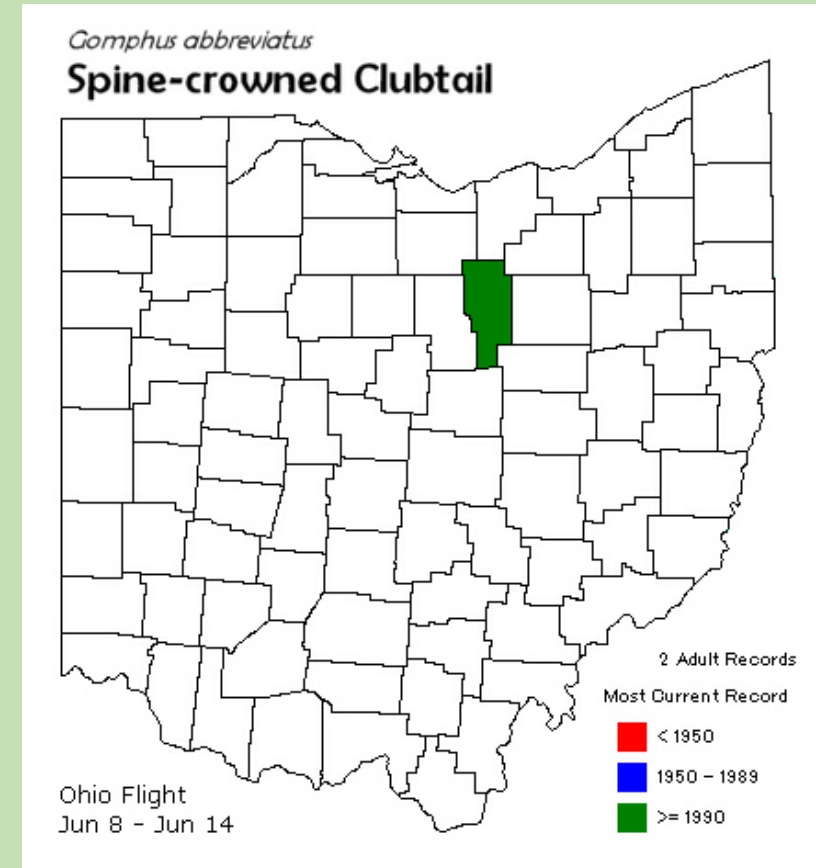 Gomphus abbreviatus
Spine-crowned Clubtail
2 Adult Records
Most Current Record
< 1950
1950 - 1989
>= 1990
Ohio Flight
Jun 8 - Jun 14